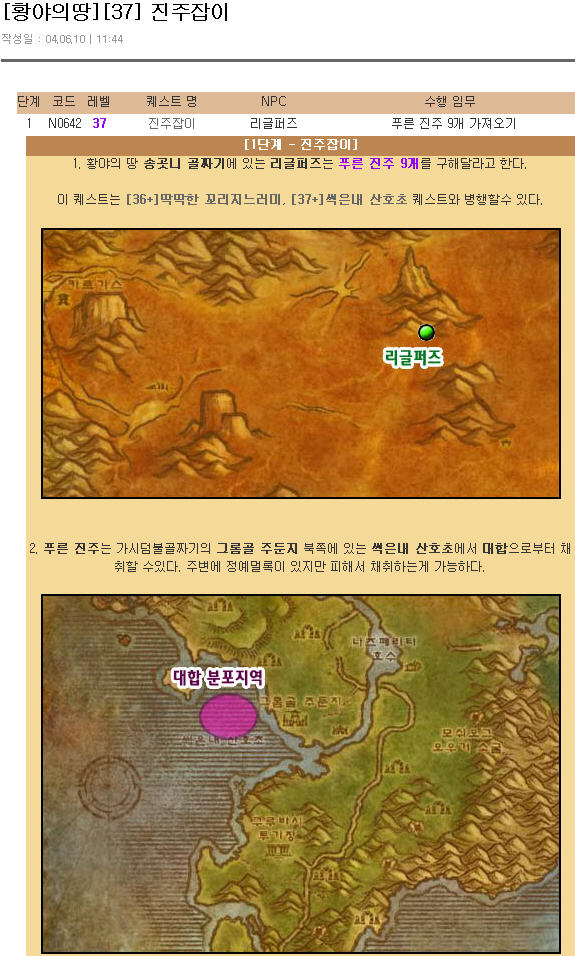 [황야의땅][37] 진주잡이
작성일 : 04.06.10 | 11:44
단계 코드 레벨 퀘스트 명 NPC 수행 임무
1 N0642 37 진주잡이 리글퍼즈 푸른 진주 9개 가져오기
[1단계 - 진주잡이]
1. 황야의 땅 송곳니 골짜기에 있는 리글퍼즈는 푸른 진주 9개를 구해달라고 한다.
이 퀘스트는 [36+]딱딱한 꼬리지느러미, [37+]썩은내 산호초 퀘스트와 병행할수 있다.
카르가스
리글퍼즈
2. 푸른 진주는 가시덤불골짜기의 그롬골 주둔지 북쪽에 있는 썩은내 산호초에서 대합으로부터 채
취할 수있다. 주변에 정예멀록이 있지만 피해서 채취하는게 가능하다.
나즈페리티
호수
대합 분포지역
그롬골 주둔지
썩은내 산호초
모쉬오그
오우거 소굴
구루바시
투기장